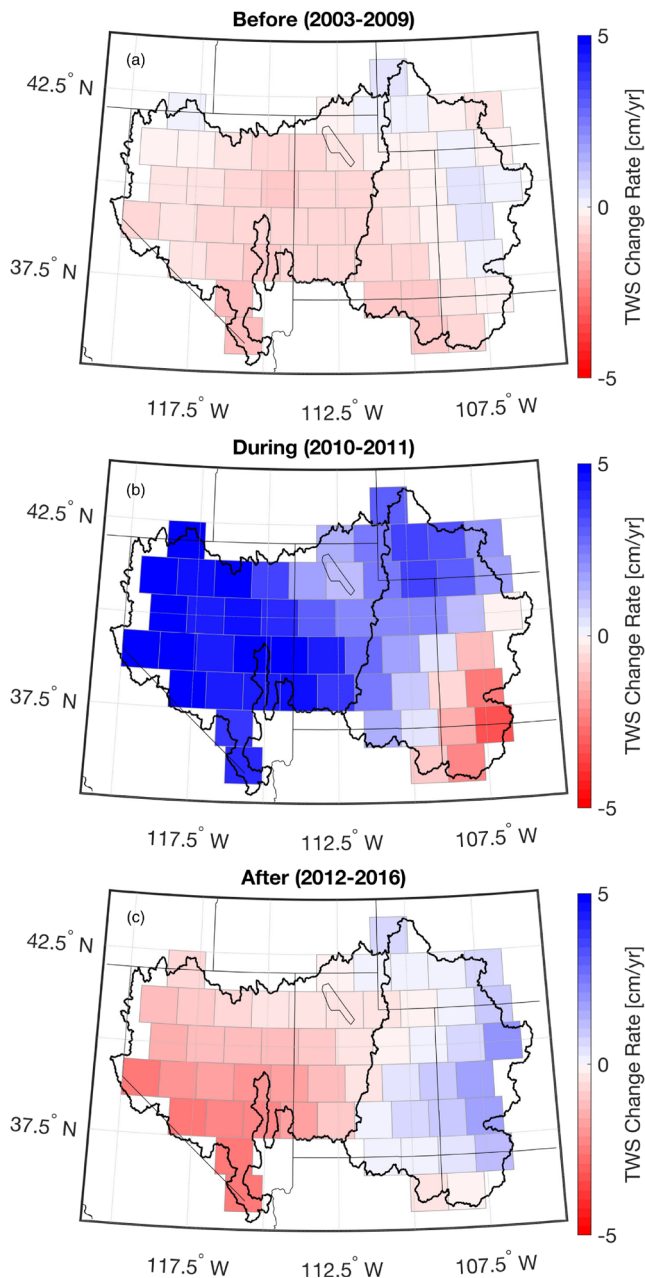 Before (2003-2009)
(a)
42.5° N
37.5° N
117.5° W
112.5° W
107.5° W
5
0
-5
TWS Change Rate [cm/yr]
During (2010-2011)
(b)
42.5° N
37.5° N
117.5° W
112.5° W
107.5° W
5
0
-5
TWS Change Rate [cm/yr]
After (2012-2016)
(c)
42.5° N
37.5° N
117.5° W
112.5° W
107.5° W
5
0
-5
TWS Change Rate [cm/yr]